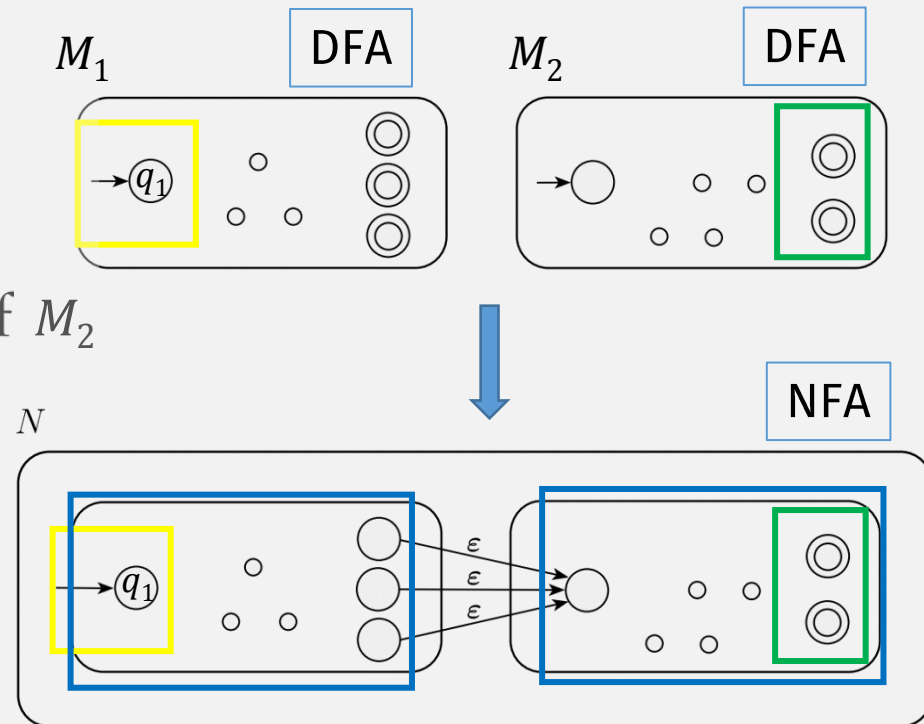 M₁ DFA M₂ DFA
q₁
f M₂
N NFA
ε
q₁ ε
ε